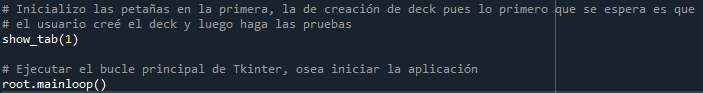 # Inicializo las petañas en la primera, la de creación de deck pues lo primero que se espera es que
# el usuario creé el deck y luego haga las pruebas
show_tab(1)
# Ejecutar el bucle principal de Tkinter, osea iniciar la aplicación
root.mainloop()